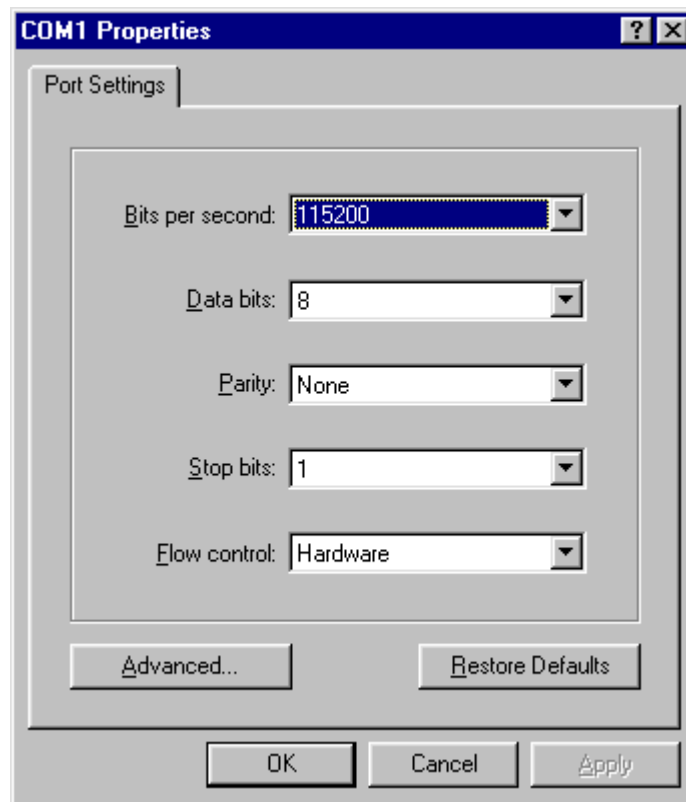 COM1 Properties
Port Settings
Bits per second: 115200
Data bits: 8
Parity: None
Stop bits: 1
Flow control: Hardware
Advanced... Restore Defaults
OK Cancel Apply